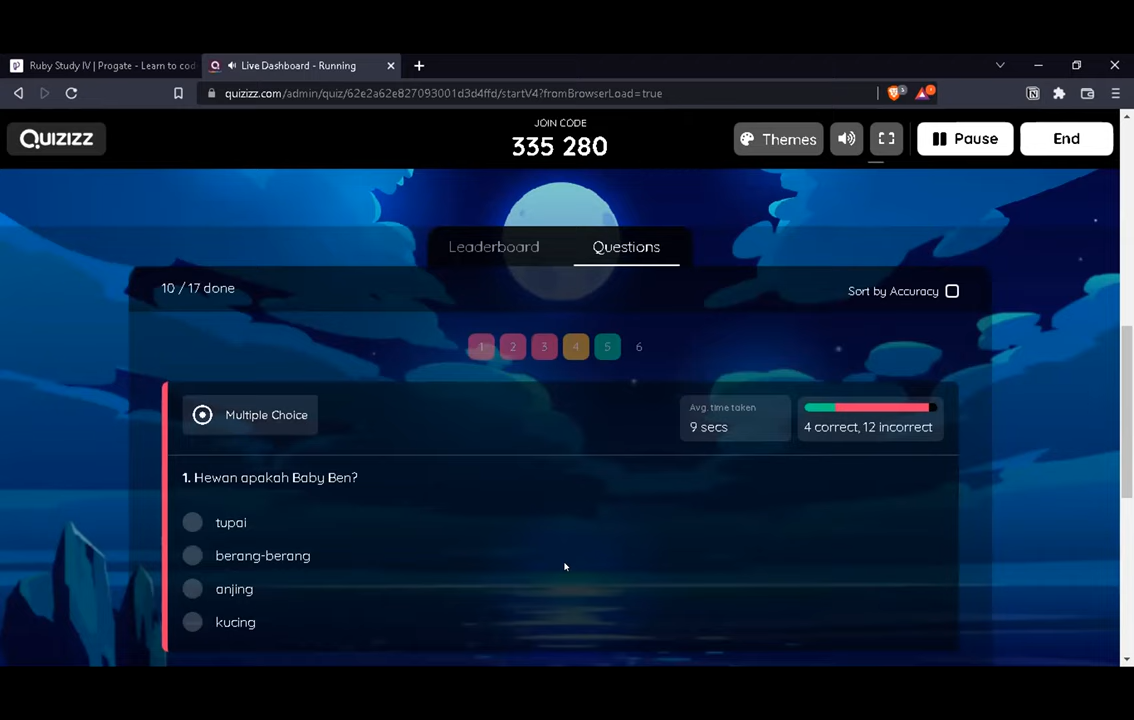 Ruby Study IV | Progate - Learn to cod
Live Dashboard - Running
quizizz.com/admin/quiz/62e2a62e827093001d3d4ffd/startV4?fromBrowserLoad=true
QUIZIZZ
JOIN CODE
335 280
Themes
Pause
End
Leaderboard
Questions
10 / 17 done
Sort by Accuracy
1 2 3 4 5 6
Multiple Choice
Avg. time taken
9 secs
4 correct, 12 incorrect
1. Hewan apakah Baby Ben?
tupai
berang-berang
anjing
kucing